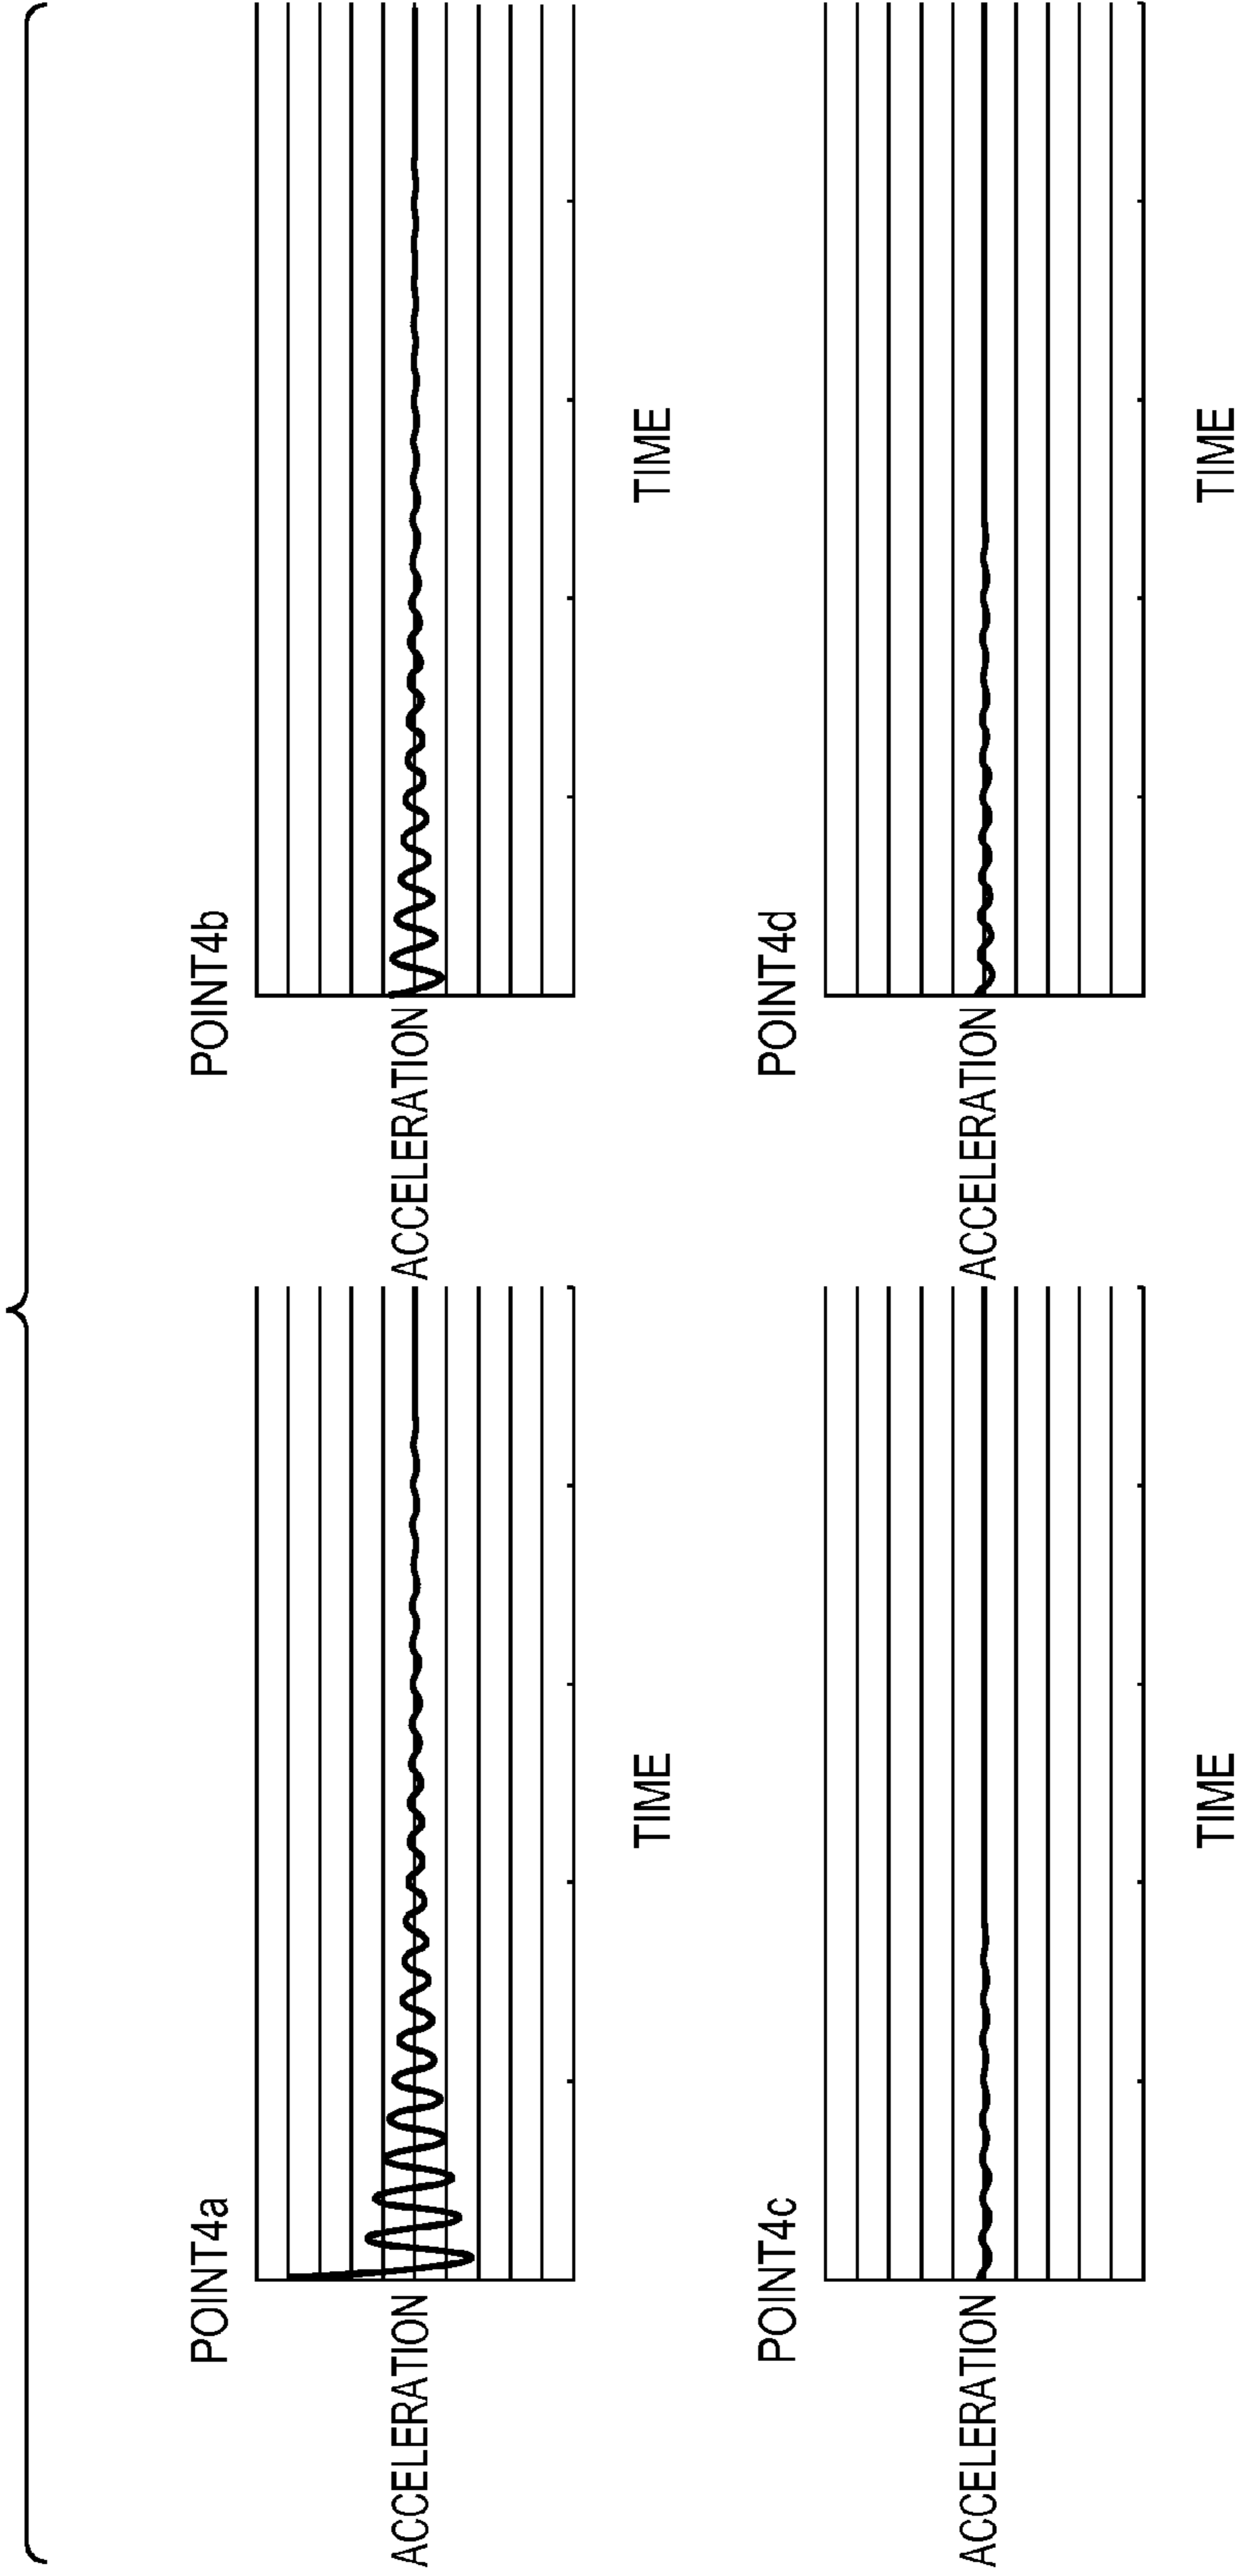 POINT4a
ACCELERATION
TIME
POINT4b
ACCELERATION
TIME
POINT4c
ACCELERATION
TIME
POINT4d
ACCELERATION
TIME